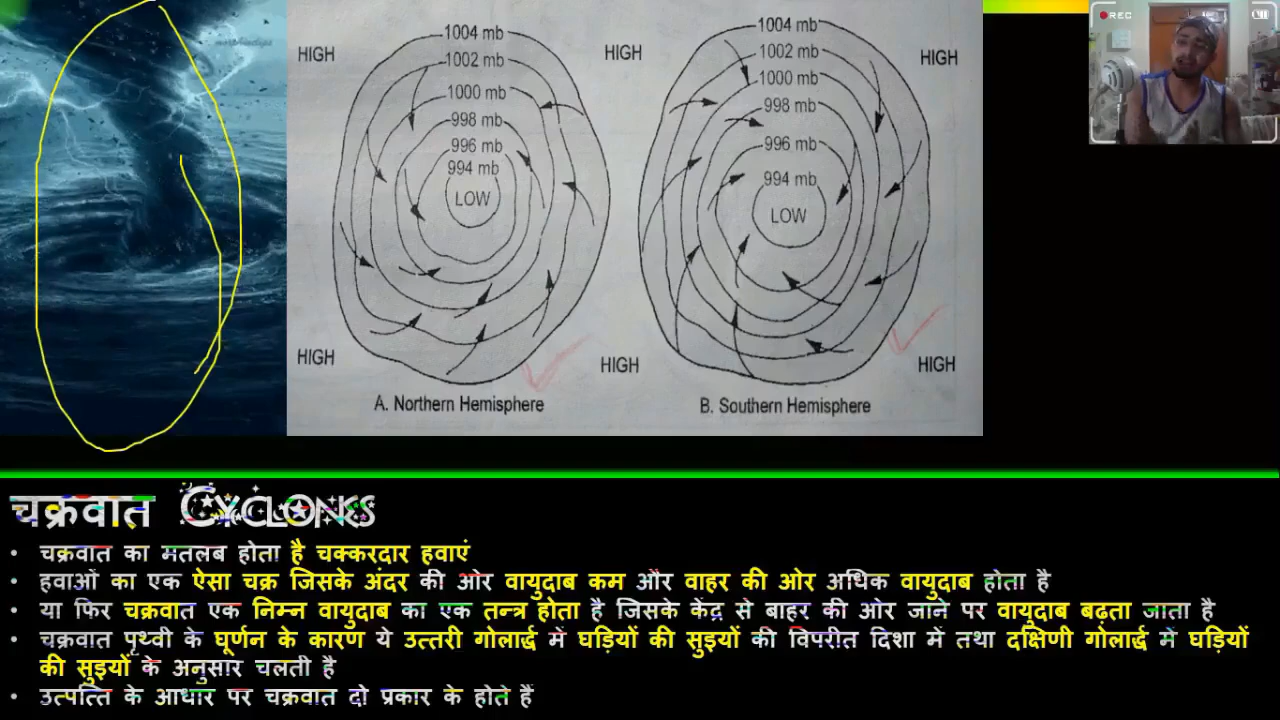 REC
HIGH
1004 mb
1002 mb
1000 mb
998 mb
996 mb
994 mb
LOW
HIGH
HIGH
HIGH
A. Northern Hemisphere
1004 mb
1002 mb
1000 mb
998 mb
996 mb
994 mb
LOW
HIGH
HIGH
B. Southern Hemisphere
चक्रवात CYCLONES
• चक्रवात का मतलब होता है चक्करदार हवाएं
• हवाओं का एक ऐसा चक्र जिसके अंदर की ओर वायुदाब कम और वाहर की ओर अधिक वायुदाब होता है
• या फिर चक्रवात एक निम्न वायुदाब का एक तन्त्र होता है जिसके केंद्र से बाहर की ओर जाने पर वायुदाब बढ़ता जाता है
• चक्रवात पृथ्वी के घूर्णन के कारण ये उत्तरी गोलार्द्ध में घड़ियों की सुइयों की विपरीत दिशा में तथा दक्षिणी गोलार्द्ध में घड़ियों
की सुइयों के अनुसार चलती है
• उत्पत्ति के आधार पर चक्रवात दो प्रकार के होते हैं